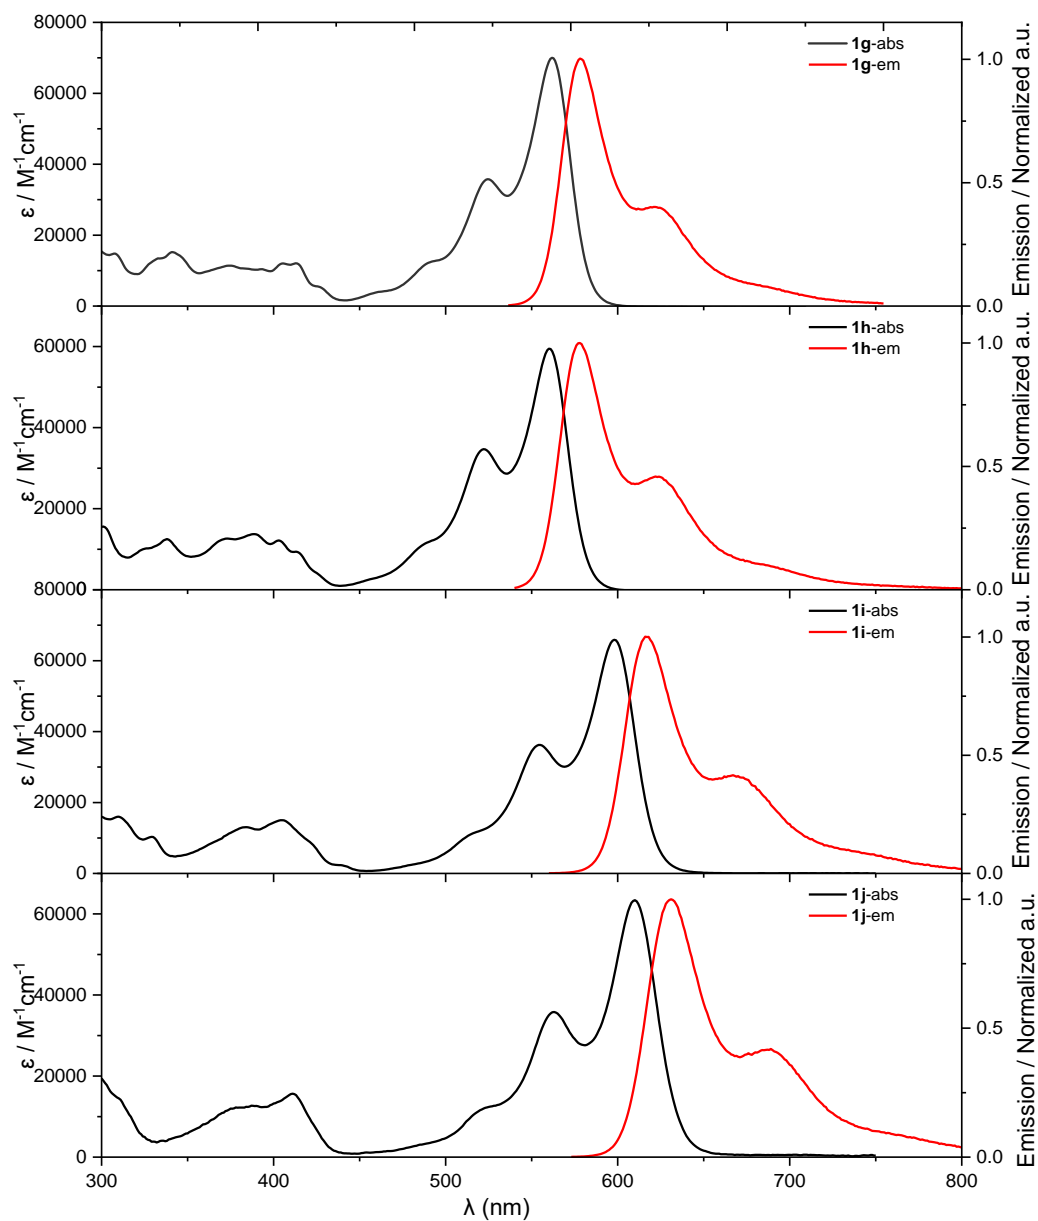 80000
60000
40000
20000
0
ε / M⁻¹cm⁻¹
1g-abs
1g-em
1.0
0.5
0.0
Emission / Normalized a.u.
60000
40000
20000
80000
ε / M⁻¹cm⁻¹
1h-abs
1h-em
1.0
0.5
0.0
Emission / Normalized a.u.
60000
40000
20000
0
ε / M⁻¹cm⁻¹
1i-abs
1i-em
1.0
0.5
0.0
Emission / Normalized a.u.
60000
40000
20000
0
ε / M⁻¹cm⁻¹
1j-abs
1j-em
1.0
0.5
0.0
Emission / Normalized a.u.
300 400 500 600 700 800
λ (nm)